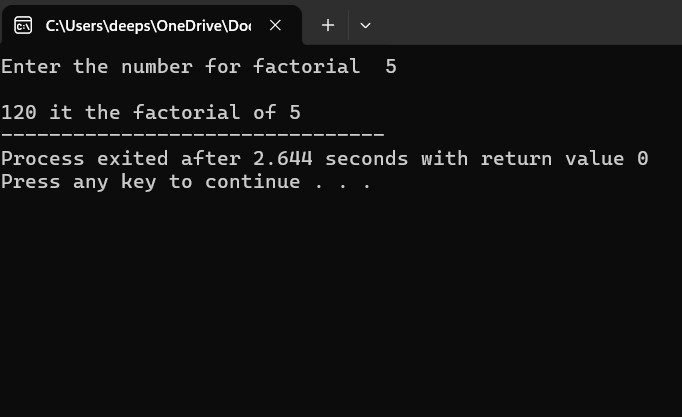 C:\Users\deeps\OneDrive\Doc
Enter the number for factorial  5
120 it the factorial of 5
--------------------------------
Process exited after 2.644 seconds with return value 0
Press any key to continue . . .